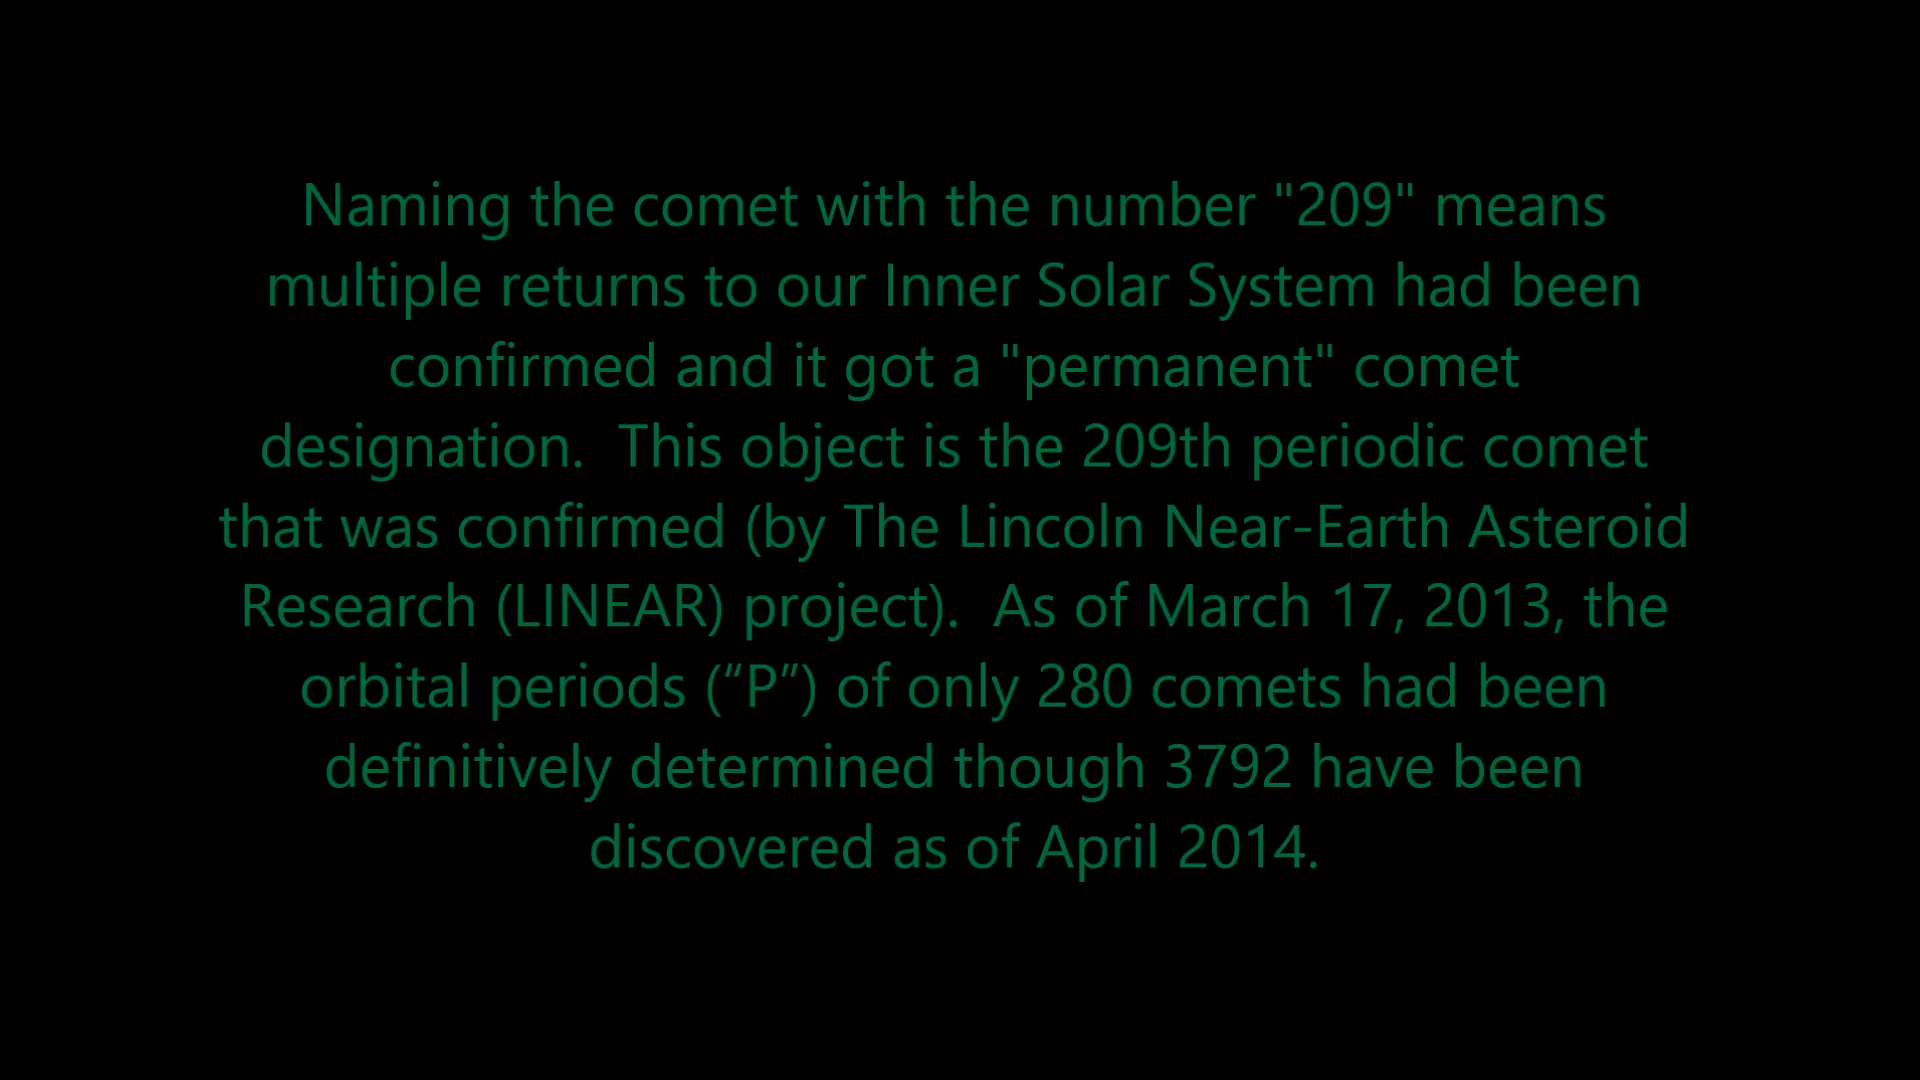 Naming the comet with the number "209" means
multiple returns to our Inner Solar System had been
confirmed and it got a "permanent" comet
designation.  This object is the 209th periodic comet
that was confirmed (by The Lincoln Near-Earth Asteroid
Research (LINEAR) project).  As of March 17, 2013, the
orbital periods (“P”) of only 280 comets had been
definitively determined though 3792 have been
discovered as of April 2014.